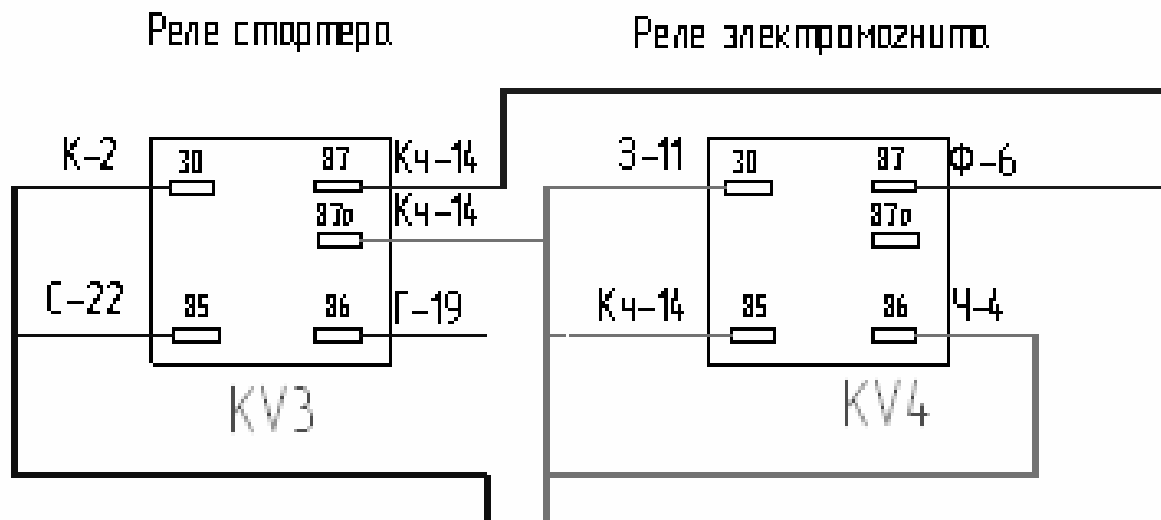 Реле стартера
Реле электромагнита
К-2 30 87 Кч-14
87а Кч-14
С-22 85 86 Г-19
KV3
З-11 30 87 Ф-6
87а
Кч-14 85 86 Ч-4
KV4